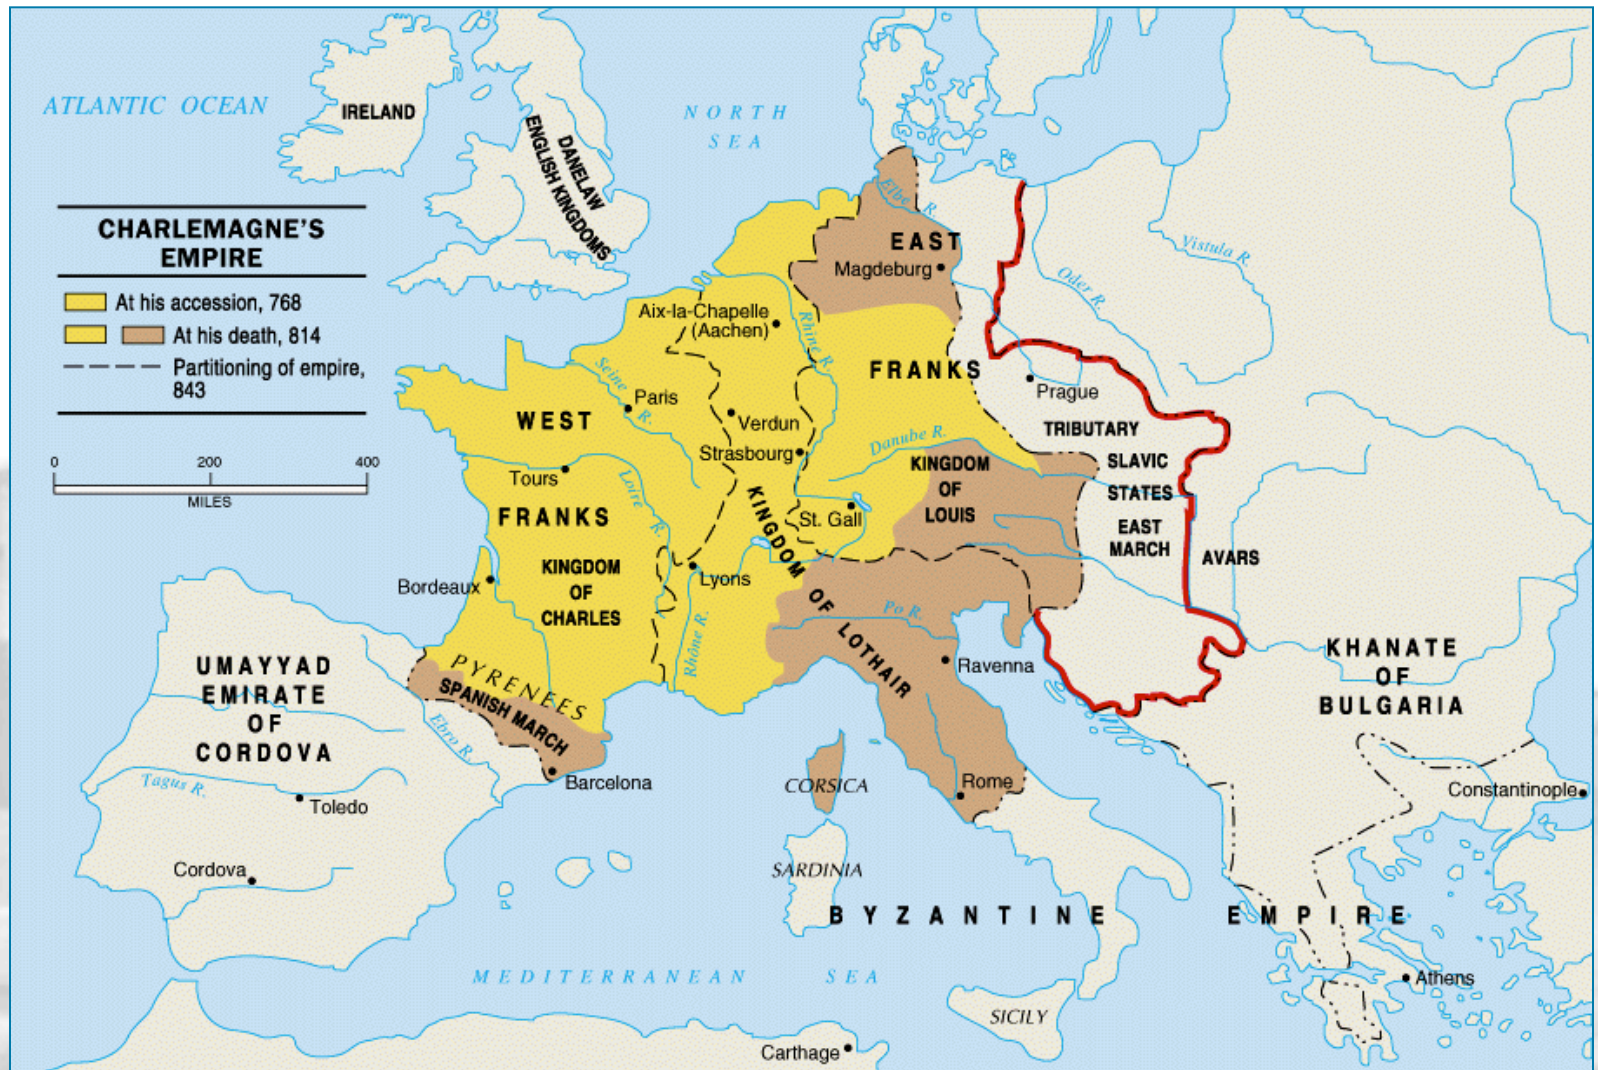 ATLANTIC OCEAN
IRELAND
DANELAW
ENGLISH KINGDOMS
NORTH
SEA
CHARLEMAGNE'S
EMPIRE
At his accession, 768
At his death, 814
Partitioning of empire,
843
0 200 400
MILES
Elbe R.
EAST
Magdeburg
Vistula R.
Oder R.
Aix-la-Chapelle
(Aachen)
Rhine R.
FRANKS
Prague
Seine R.
Paris
WEST
Verdun
Strasbourg
Danube R.
TRIBUTARY
SLAVIC
STATES
EAST
MARCH
AVARS
KINGDOM
OF
LOUIS
Tours
Loire R.
FRANKS
St. Gall
KINGDOM OF LOTHAIR
KINGDOM
OF
CHARLES
Bordeaux
Lyons
Rhône R.
Po R.
Ravenna
KHANATE
OF
BULGARIA
UMAYYAD
EMIRATE
OF
CORDOVA
PYRENEES
SPANISH MARCH
Ebro R.
Barcelona
Tagus R.
Toledo
Cordova
CORSICA
Rome
Constantinople
SARDINIA
BYZANTINE EMPIRE
MEDITERRANEAN SEA
Athens
SICILY
Carthage